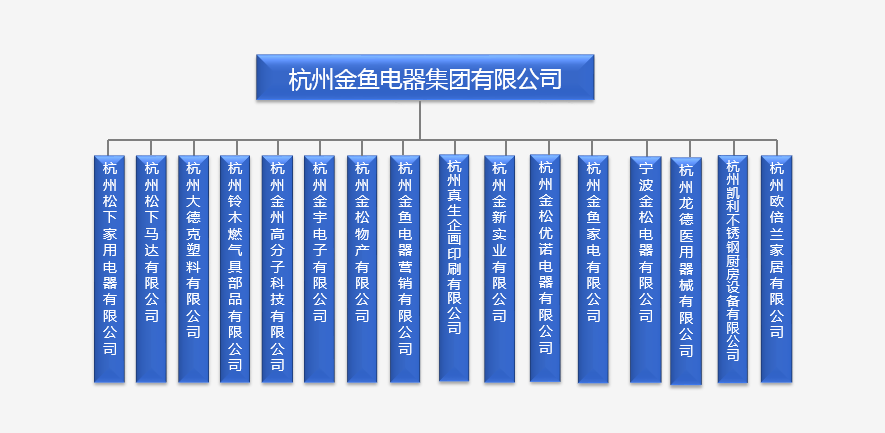 杭州金鱼电器集团有限公司
杭州松下家用电器有限公司
杭州松下马达有限公司
杭州大德克塑料有限公司
杭州铃木燃气具部品有限公司
杭州金州高分子科技有限公司
杭州金宇电子有限公司
杭州金松物产有限公司
杭州金鱼电器营销有限公司
杭州真生企画印刷有限公司
杭州金新实业有限公司
杭州金松优诺电器有限公司
杭州金鱼家电有限公司
宁波金松电器有限公司
杭州龙德医用器械有限公司
杭州凯利不锈钢厨房设备有限公司
杭州欧倍兰家居有限公司